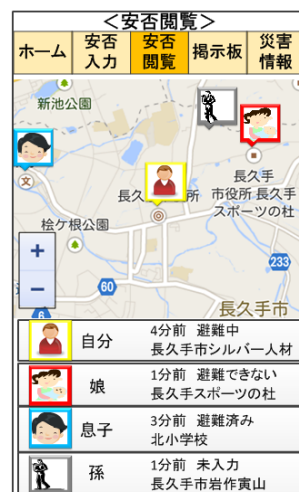 ＜安否閲覧＞
ホーム
安否
入力
安否
閲覧
掲示板
災害
情報
新池公園
文
長久
所
長久手
市役所 長久手
スポーツの杜
桧ケ根公園
+
−
60
233
6
長久手市
自分
4分前 避難中
長久手市シルバー人材
娘
1分前 避難できない
長久手スポーツの杜
息子
3分前 避難済み
北小学校
孫
1分前 未入力
長久手市岩作寅山